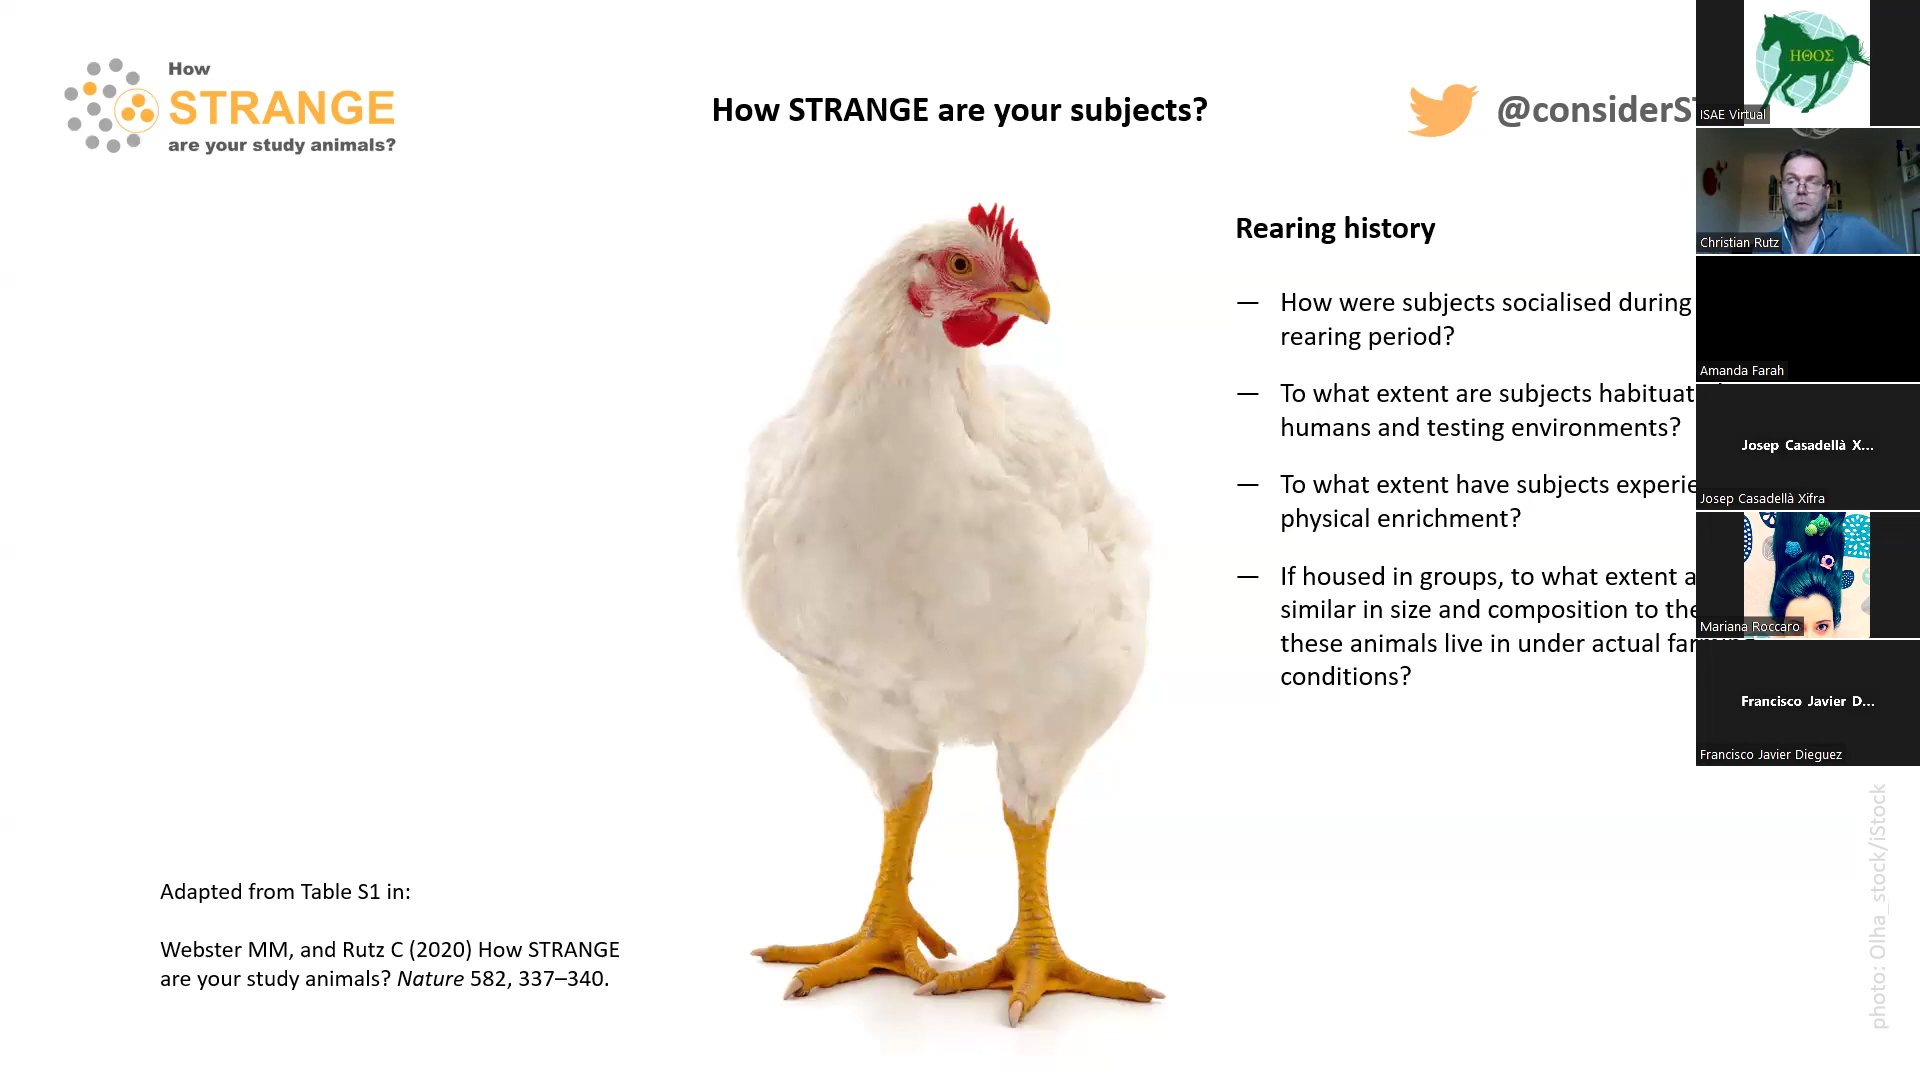 How
STRANGE
are your study animals?
How STRANGE are your subjects?
@considerS
Rearing history
— How were subjects socialised during
rearing period?
— To what extent are subjects habituat
humans and testing environments?
— To what extent have subjects experie
physical enrichment?
— If housed in groups, to what extent a
similar in size and composition to the
these animals live in under actual far
conditions?
Adapted from Table S1 in:
Webster MM, and Rutz C (2020) How STRANGE
are your study animals? Nature 582, 337–340.
photo: Olha_stock/iStock
ΗΘΟΣ
ISAE Virtual
Christian Rutz
Amanda Farah
Josep Casadellà X...
Josep Casadellà Xifra
Mariana Roccaro
Francisco Javier D...
Francisco Javier Dieguez